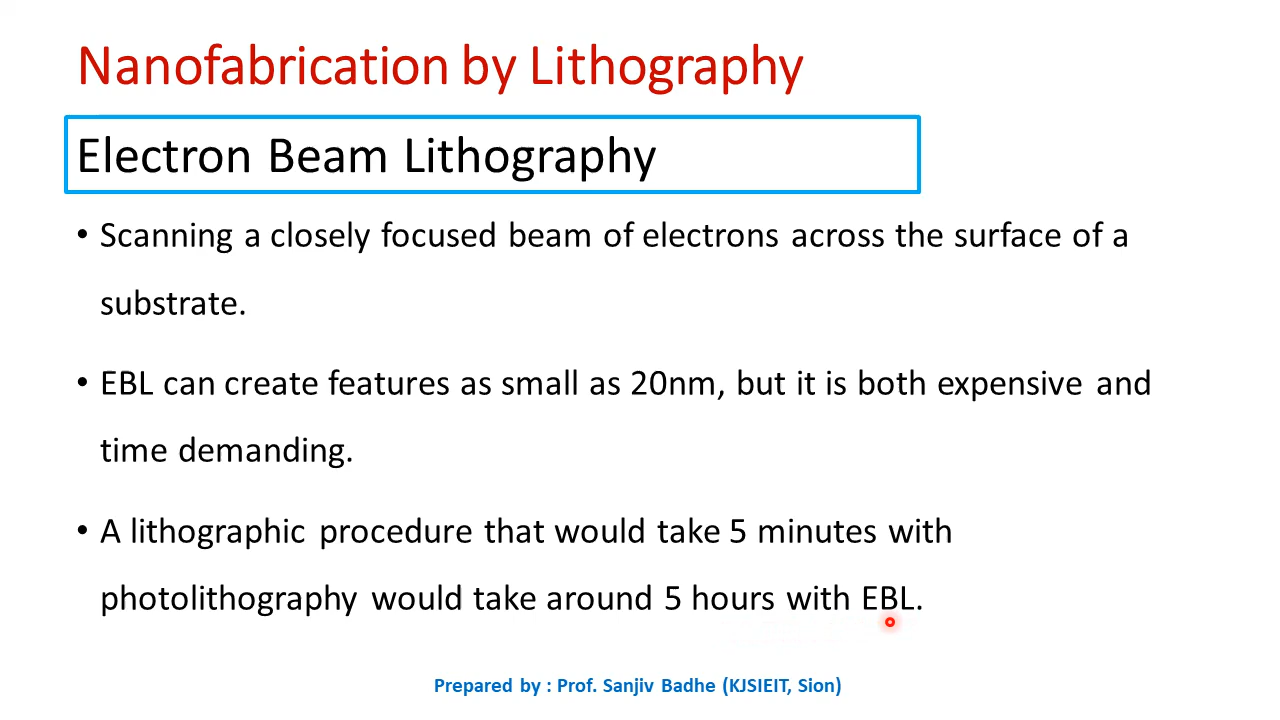 Nanofabrication by Lithography
Electron Beam Lithography
• Scanning a closely focused beam of electrons across the surface of a
substrate.
• EBL can create features as small as 20nm, but it is both expensive and
time demanding.
• A lithographic procedure that would take 5 minutes with
photolithography would take around 5 hours with EBL.
Prepared by : Prof. Sanjiv Badhe (KJSIEIT, Sion)